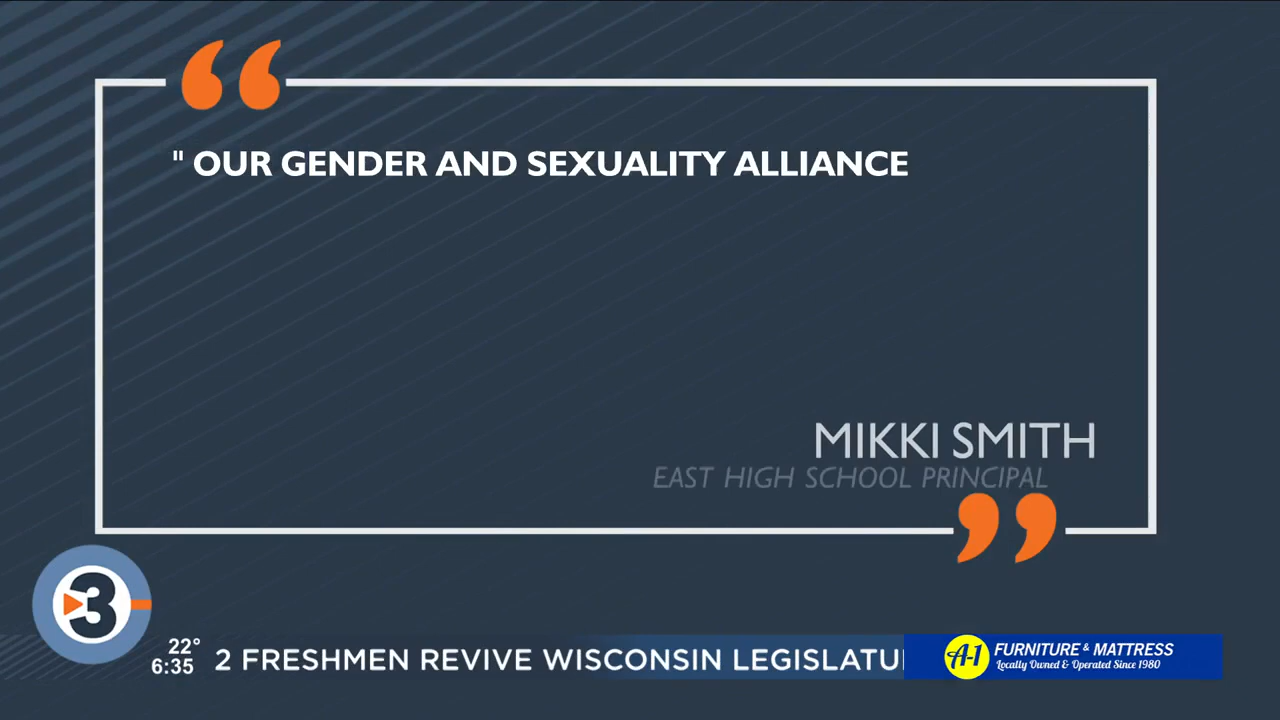 " OUR GENDER AND SEXUALITY ALLIANCE
MIKKI SMITH
EAST HIGH SCHOOL PRINCIPAL
3
22°
6:35
2 FRESHMEN REVIVE WISCONSIN
A-1
FURNITURE & MATTRESS
Locally Owned & Operated Since 1980